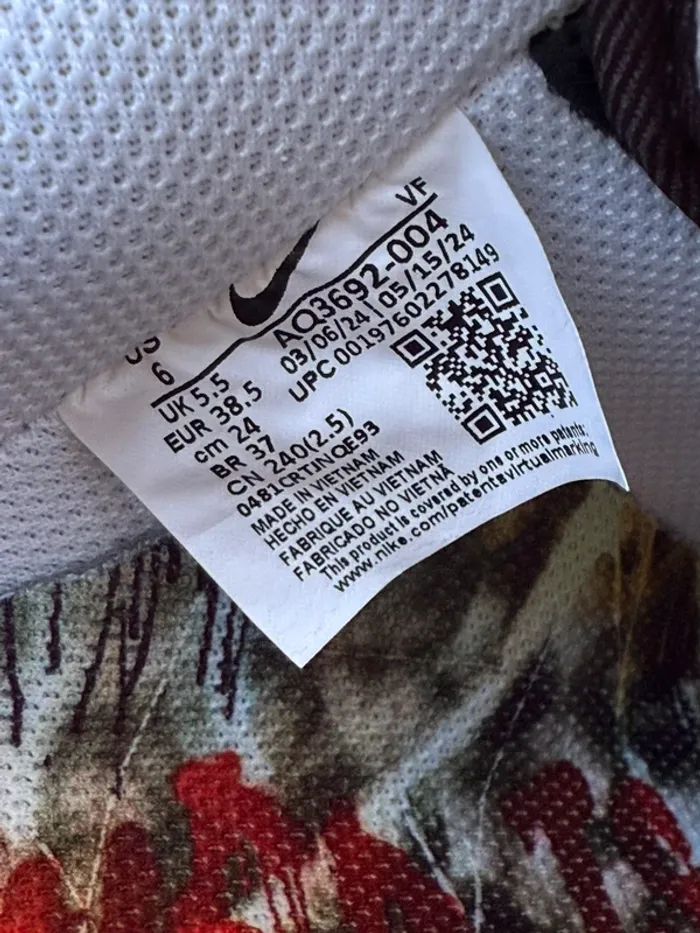 US
6
VF
AQ3692-004
03/06/24 | 05/15/24
UPC 00197602278149
UK 5.5
EUR 38.5
cm 24
BR 37
CN 240(2.5)
0481CRTJNQE93
MADE IN VIETNAM
HECHO EN VIETNAM
FABRIQUE AU VIETNAM
FABRICADO NO VIETNÃ
This product is covered by one or more patents:
www.nike.com/patentsvirtualmarking